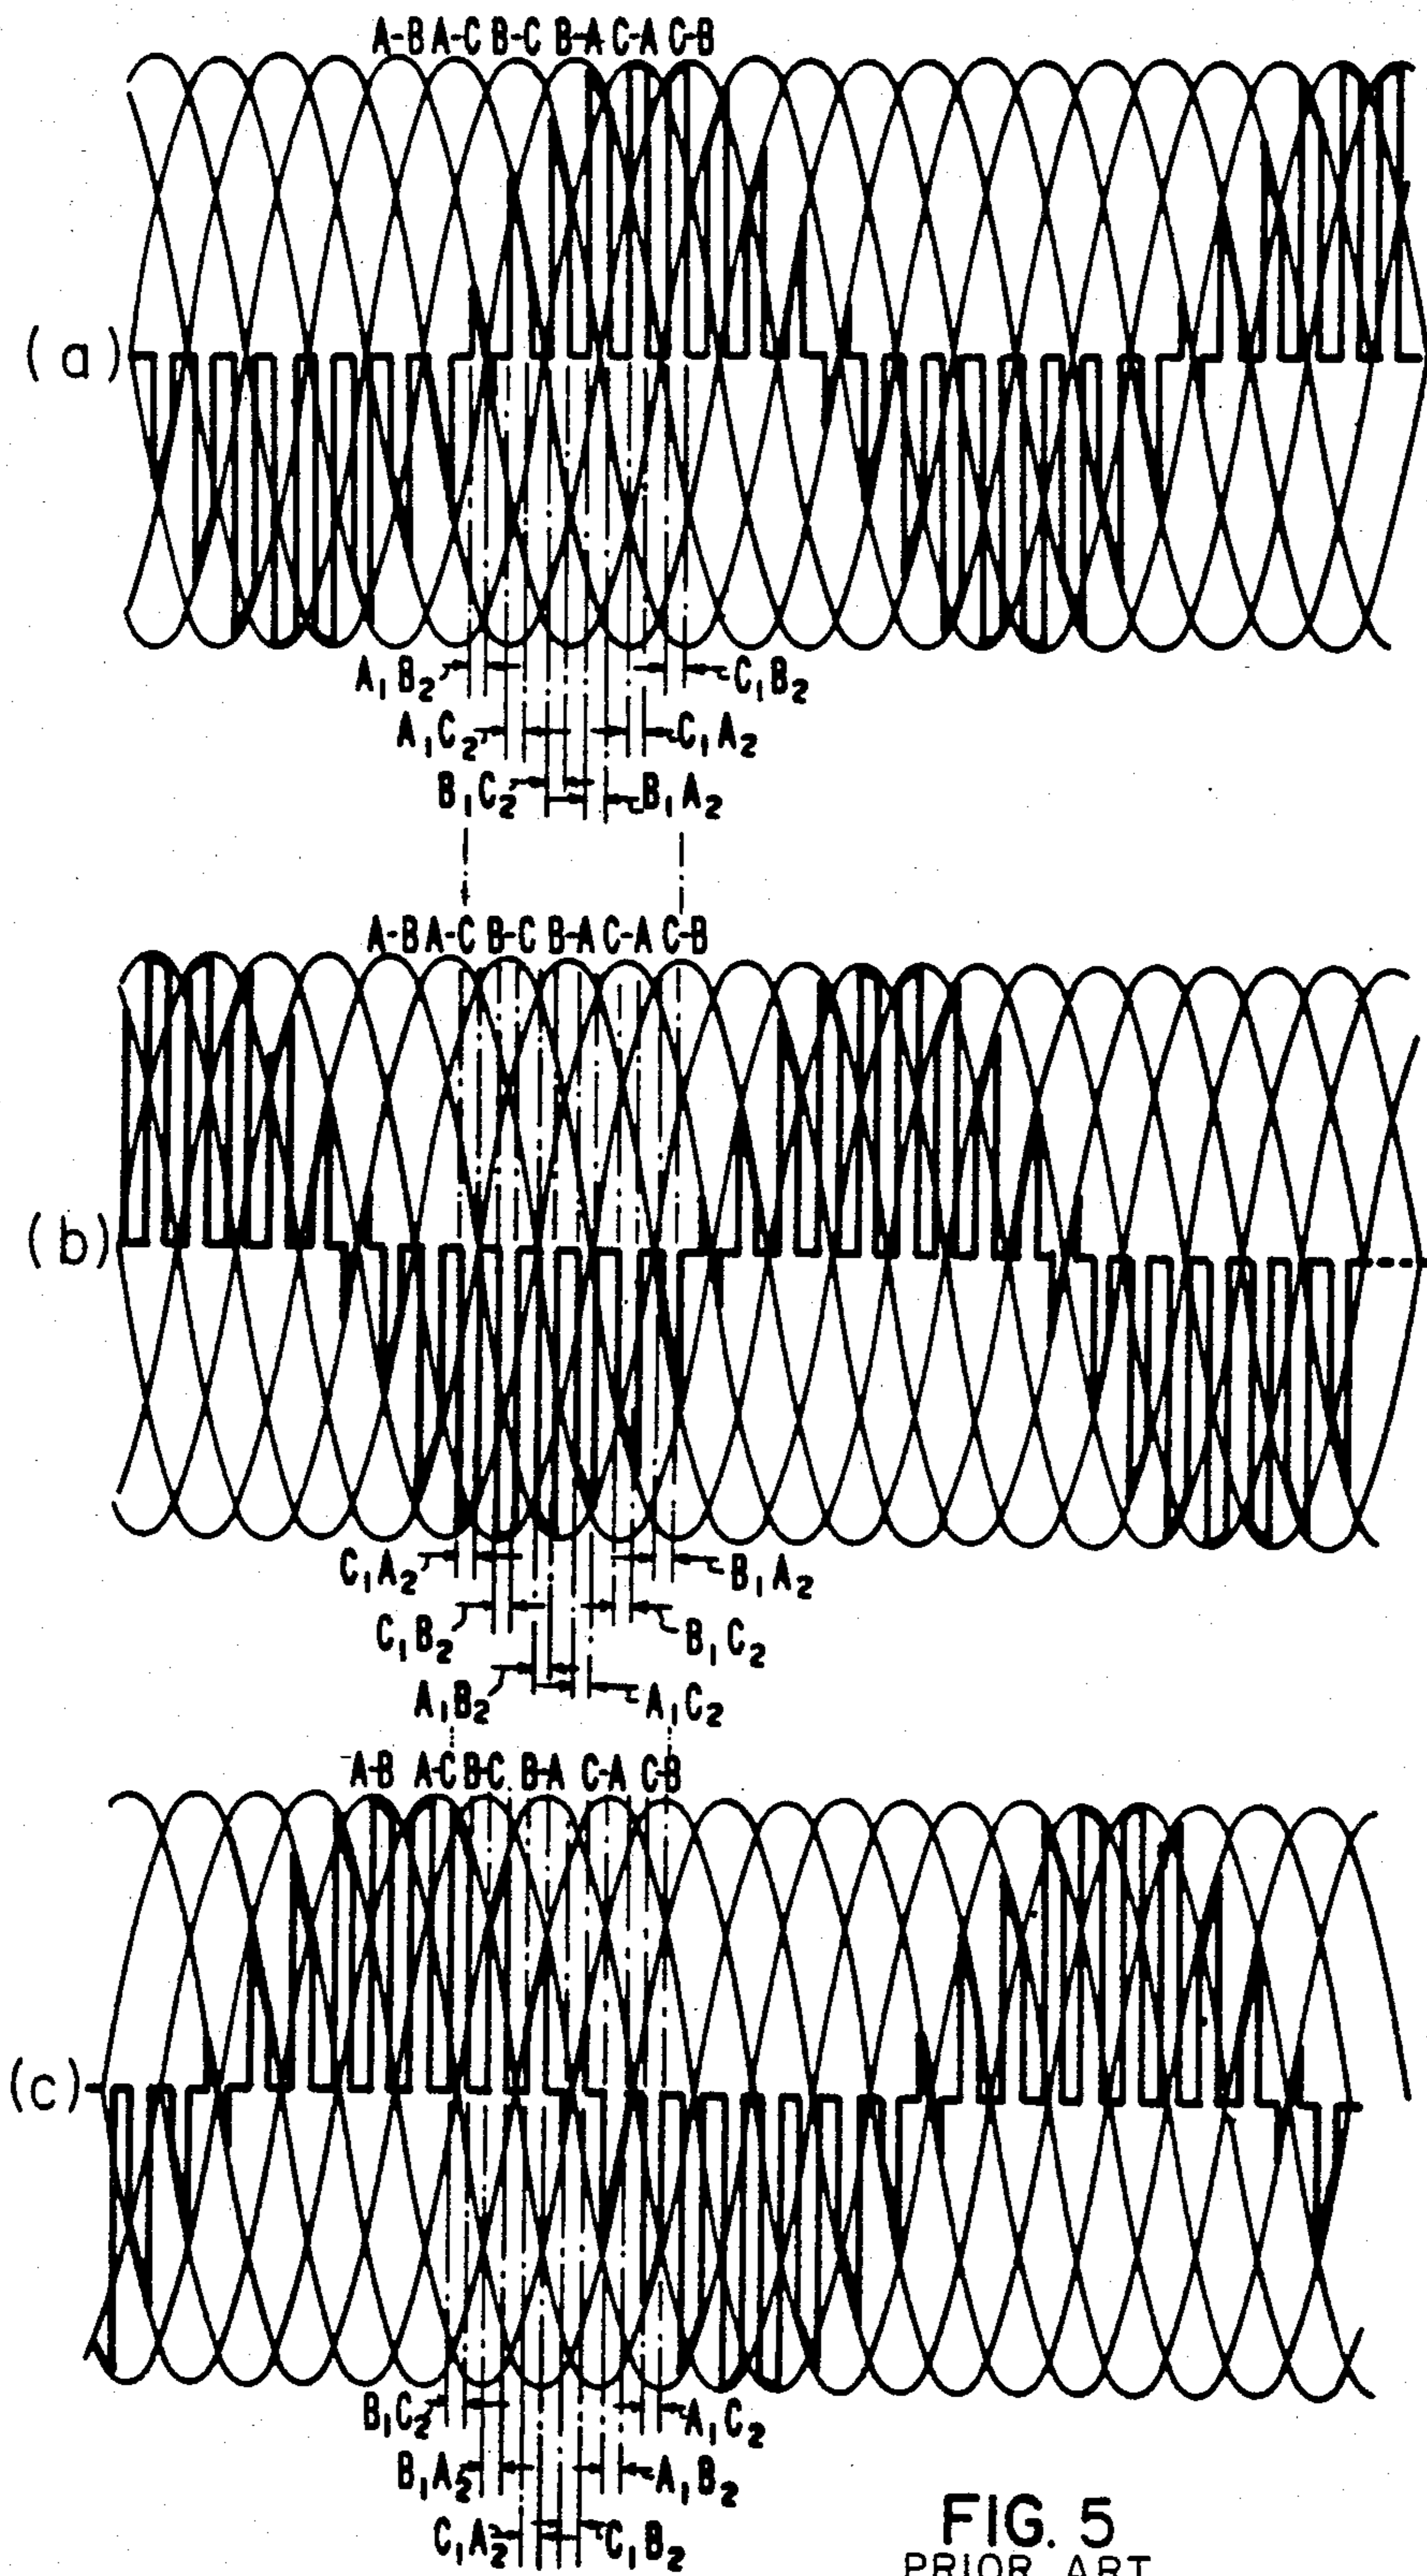 A-B A-C B-C B-A C-A C-B
(a)
A₁B₂ C₁B₂
A₁C₂ C₁A₂
B₁C₂ B₁A₂
A-B A-C B-C B-A C-A C-B
(b)
C₁A₂ B₁A₂
C₁B₂ B₁C₂
A₁B₂ A₁C₂
A-B A-C B-C B-A C-A C-B
(c)
B₁C₂ A₁C₂
B₁A₂ A₁B₂
C₁A₂ C₁B₂
FIG. 5
PRIOR ART